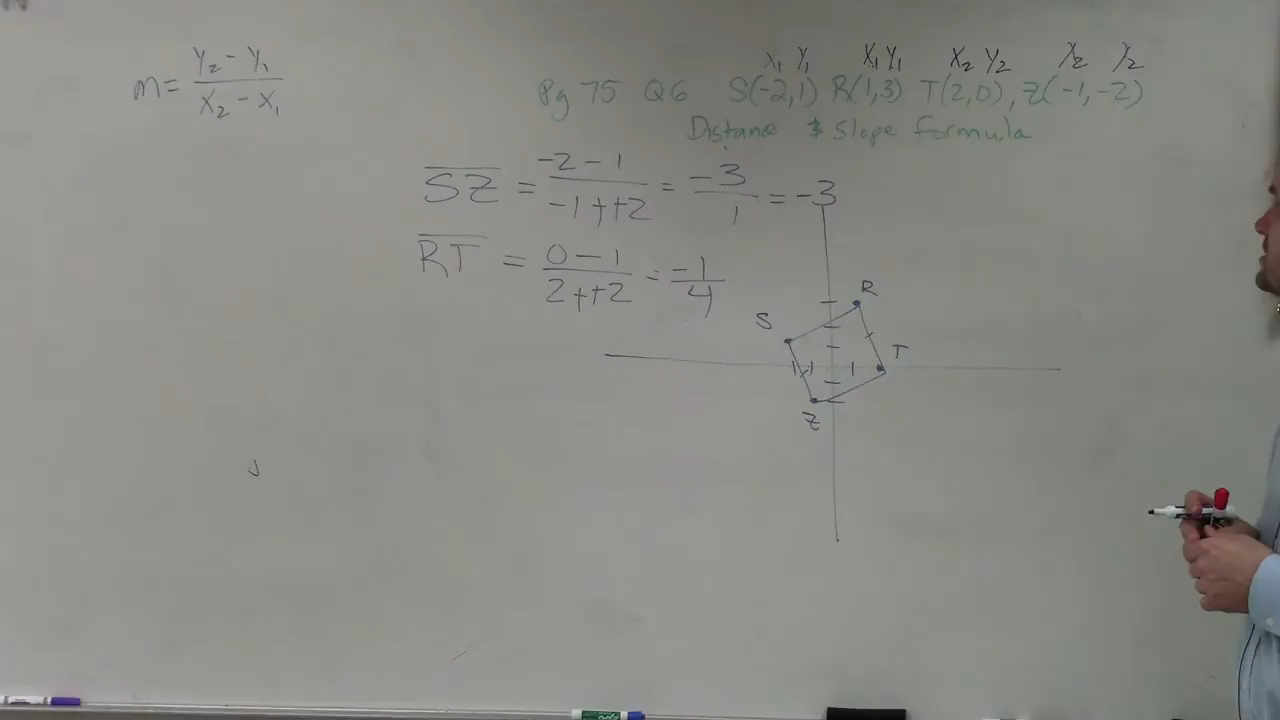 m = (Y₂ - Y₁) / (X₂ - X₁)
X₁ Y₁ X₁ Y₁ X₂ Y₂ X₂ Y₂
Pg 75 Q6 S(-2,1) R(1,3) T(2,0), Z(-1,-2)
Distane & Slope formula
SZ = (-2 - 1) / (-1 + +2) = -3 / 1 = -3
RT = (0 - 1) / (2 + +2) = -1 / 4
R
S
T
Z